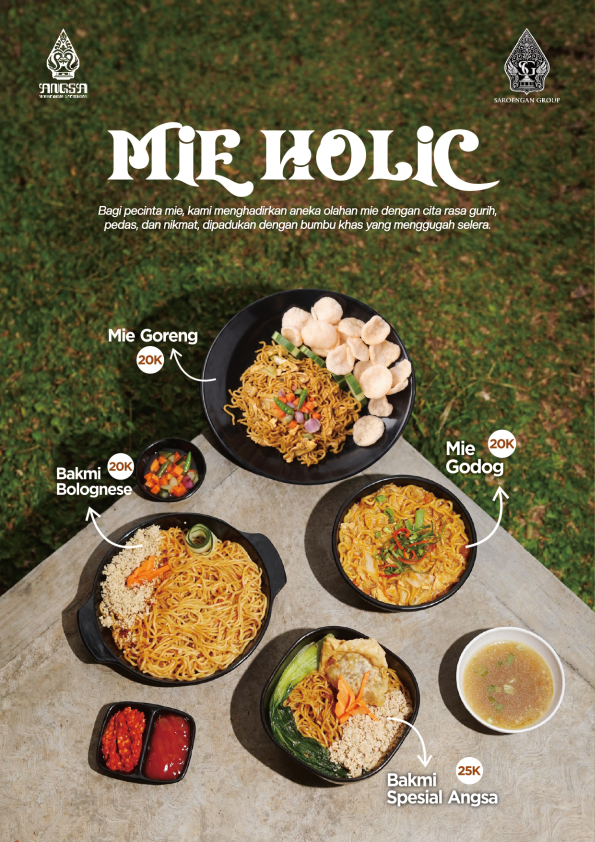 ANGSA
SAROENGAN GROUP
MIE HOLIC
Bagi pecinta mie, kami menghadirkan aneka olahan mie dengan cita rasa gurih,
pedas, dan nikmat, dipadukan dengan bumbu khas yang menggugah selera.
Mie Goreng
20K
Mie
Godog
20K
Bakmi
Bolognese
20K
Bakmi
Spesial Angsa
25K